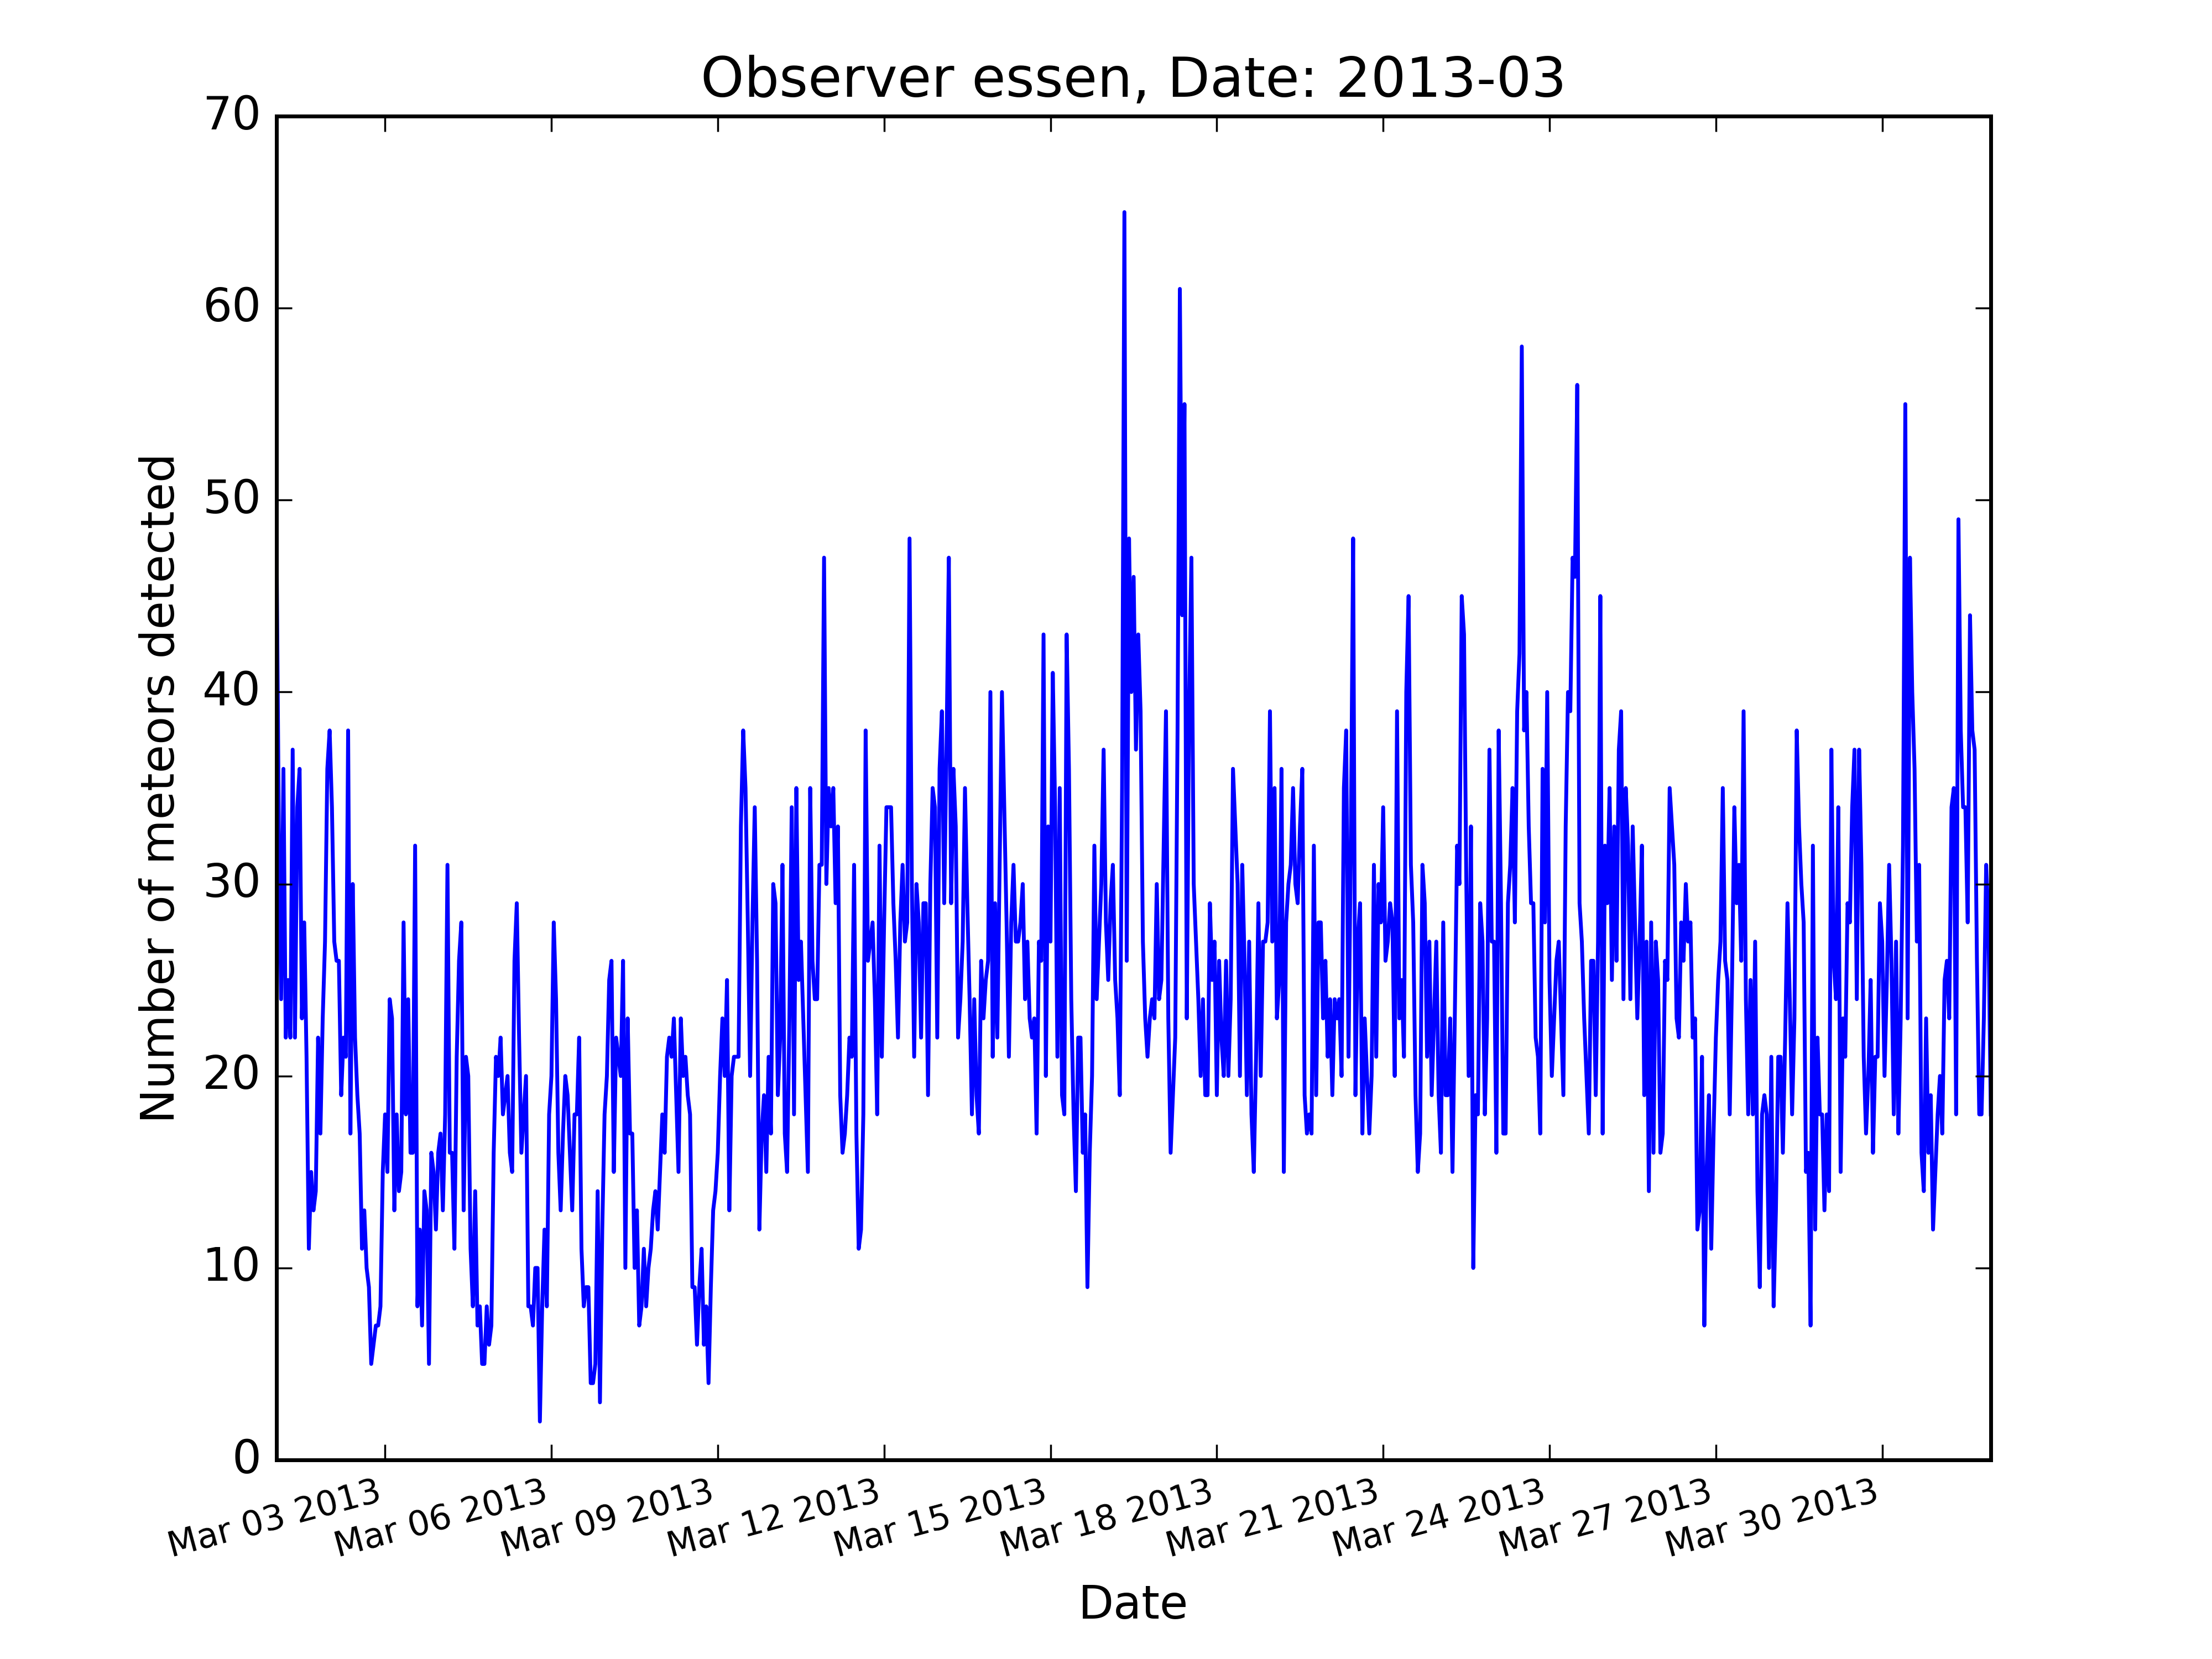 Observer essen, Date: 2013-03
Number of meteors detected
70
60
50
40
30
20
10
0
Mar 03 2013
Mar 06 2013
Mar 09 2013
Mar 12 2013
Mar 15 2013
Mar 18 2013
Mar 21 2013
Mar 24 2013
Mar 27 2013
Mar 30 2013
Date